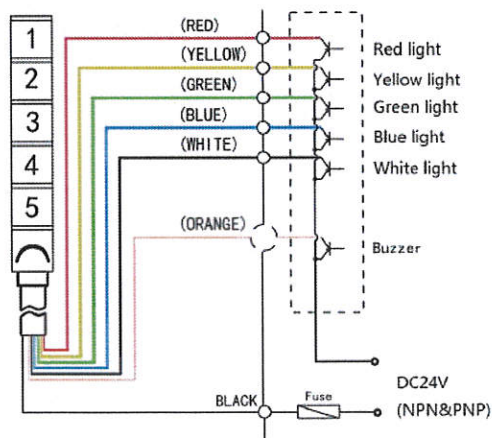 1
2
3
4
5
(RED)
(YELLOW)
(GREEN)
(BLUE)
(WHITE)
(ORANGE)
BLACK
Red light
Yellow light
Green light
Blue light
White light
Buzzer
Fuse
DC24V
(NPN&PNP)